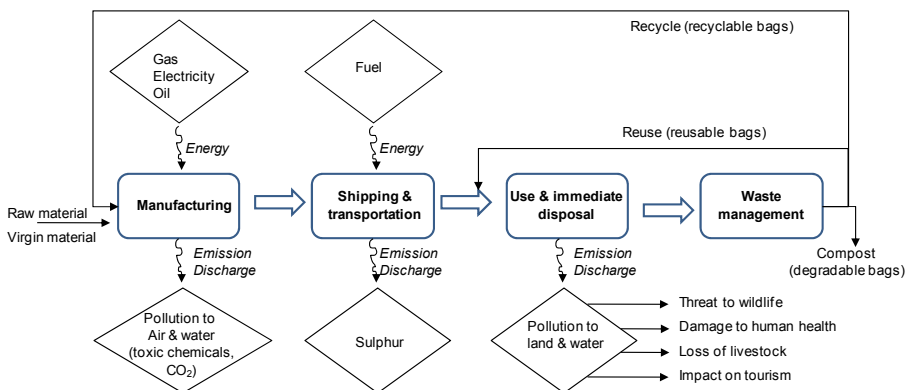 Recycle (recyclable bags)
Gas
Electricity
Oil
Fuel
Energy
Energy
Reuse (reusable bags)
Raw material
Virgin material
Manufacturing
Shipping &
transportation
Use & immediate
disposal
Waste
management
Emission
Discharge
Emission
Discharge
Emission
Discharge
Compost
(degradable bags)
Pollution to
Air & water
(toxic chemicals,
CO₂)
Sulphur
Pollution to
land & water
Threat to wildlife
Damage to human health
Loss of livestock
Impact on tourism